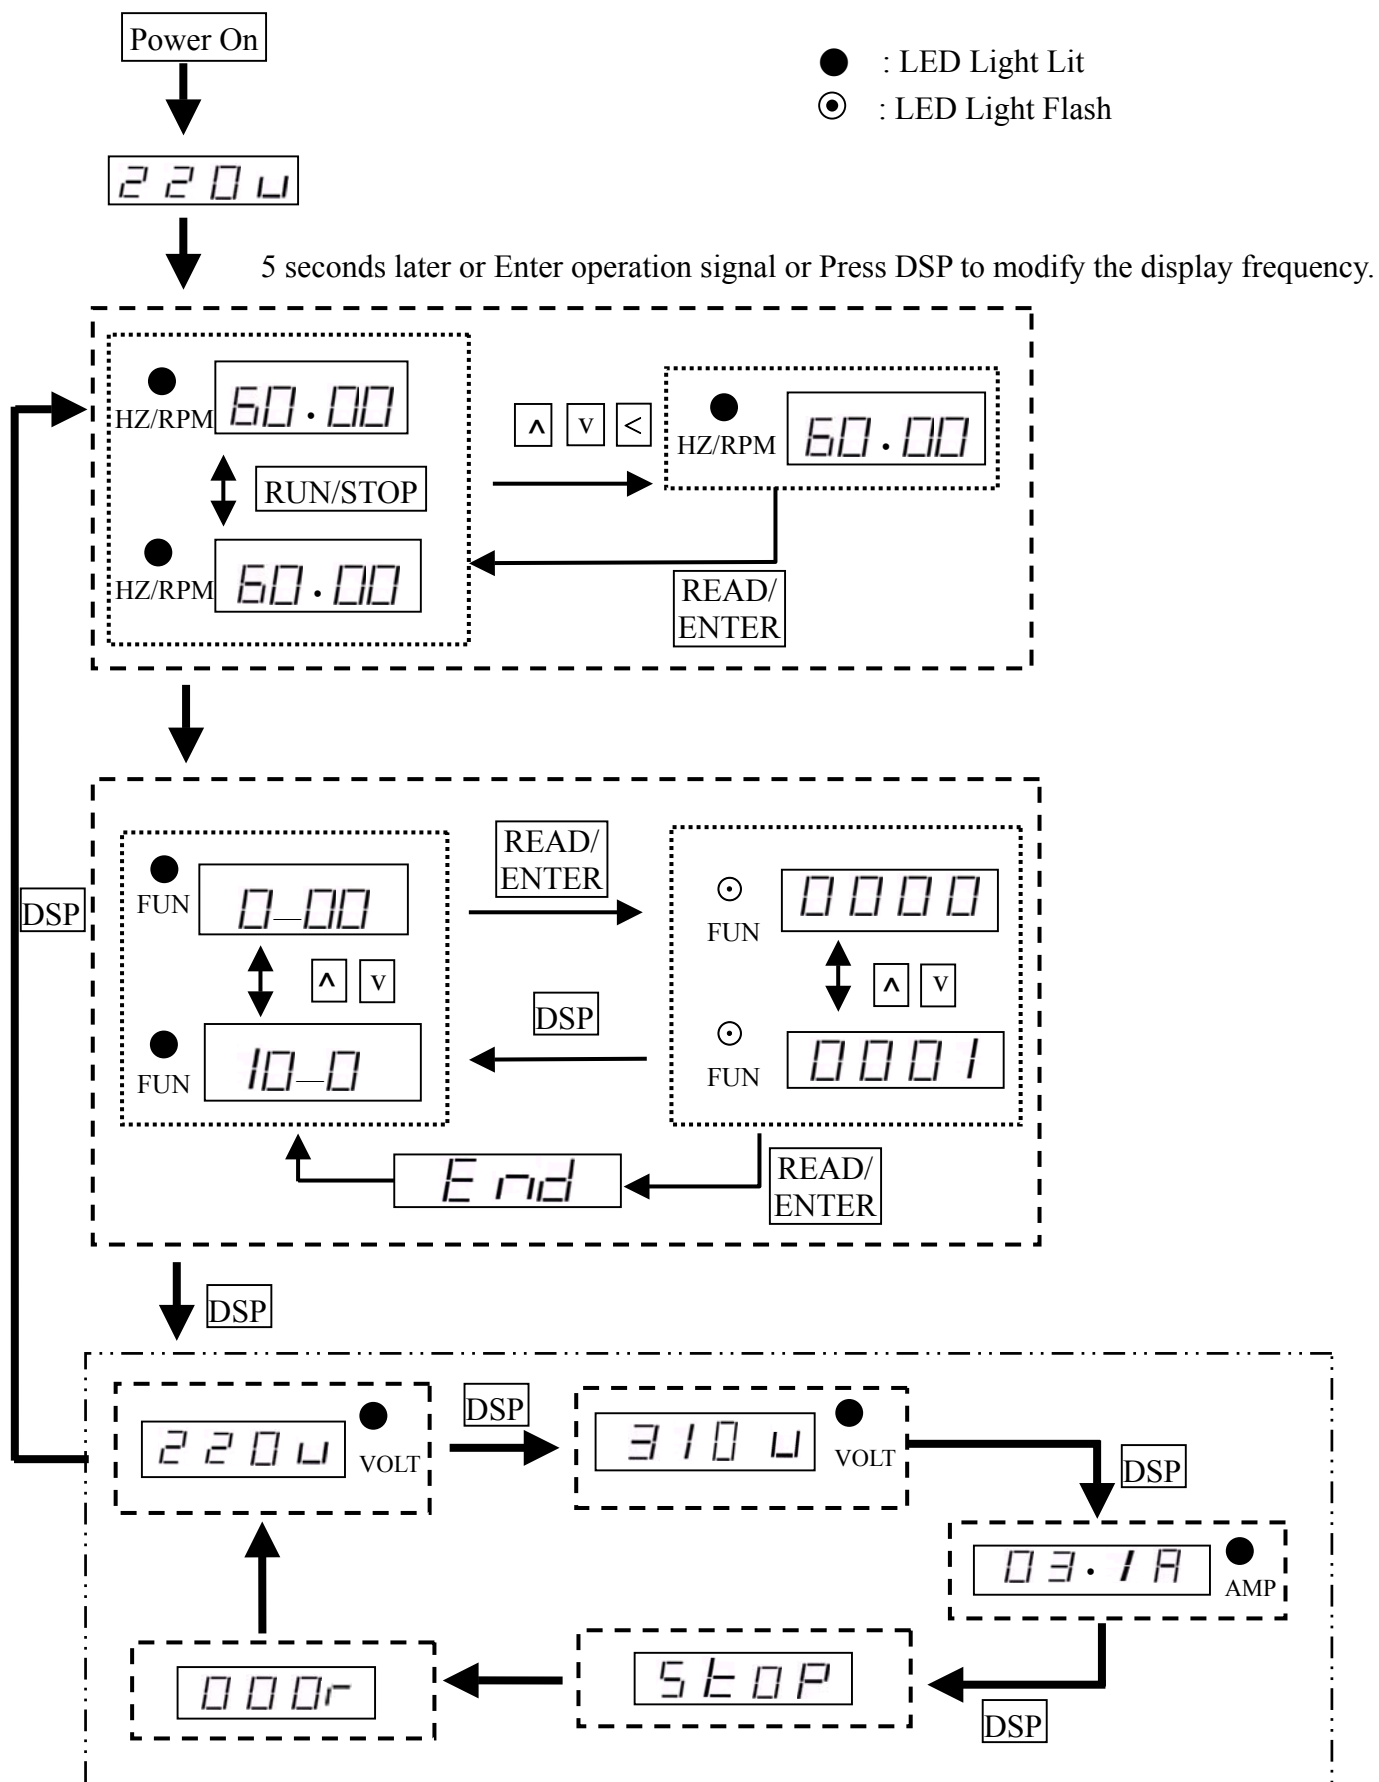 Power On
● : LED Light Lit
⊙ : LED Light Flash
220u
5 seconds later or Enter operation signal or Press DSP to modify the display frequency.
HZ/RPM 60.00
RUN/STOP
HZ/RPM 60.00
^ v <
HZ/RPM 60.00
READ/
ENTER
DSP
FUN 0—00
^ v
FUN 10—0
READ/
ENTER
DSP
FUN 0000
^ v
FUN 0001
READ/
ENTER
End
DSP
220u VOLT
DSP
310u VOLT
DSP
03.1A AMP
DSP
StoP
000r